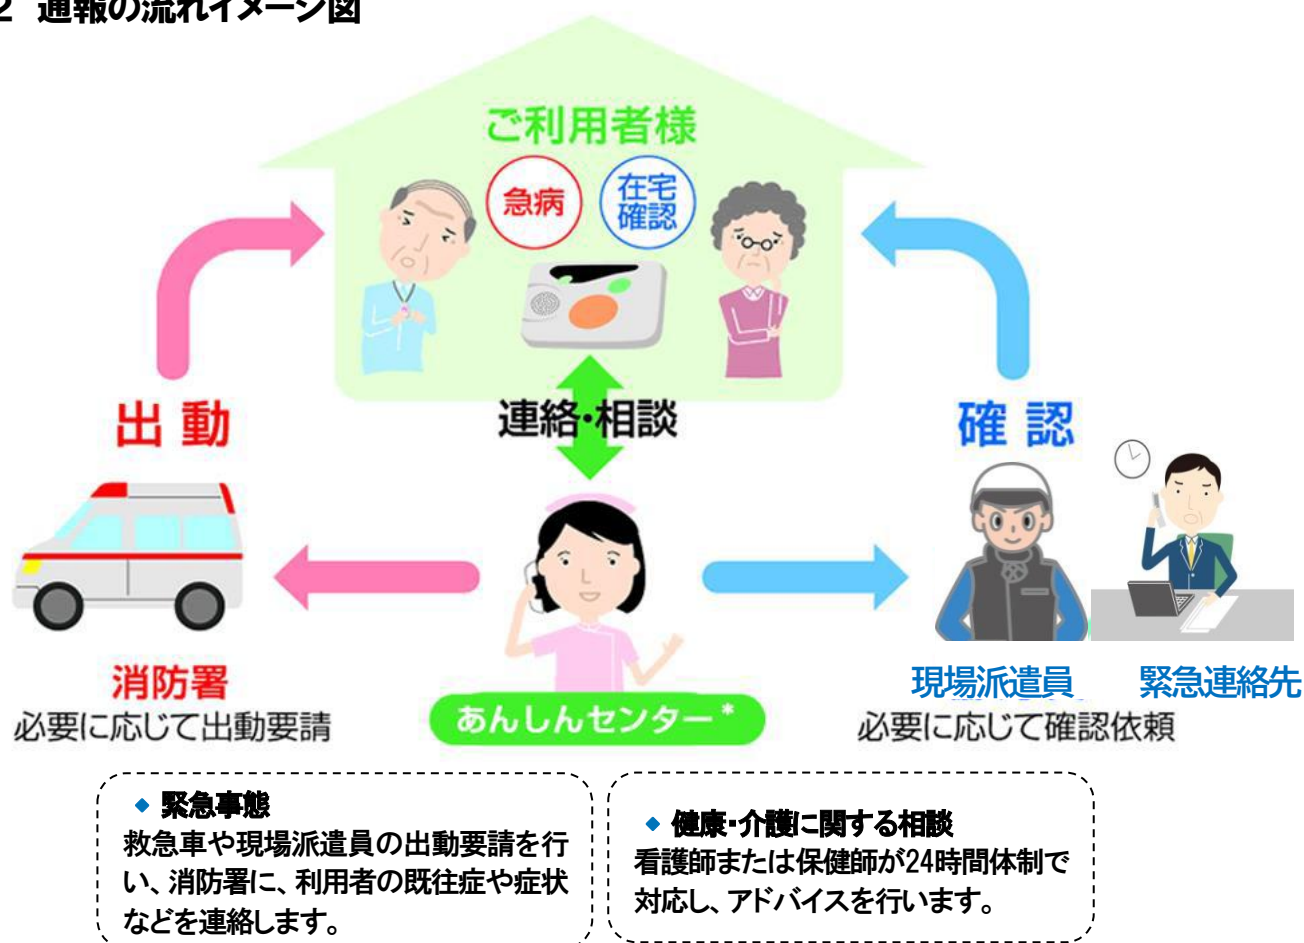 2 通報の流れイメージ図
ご利用者様
急病
在宅
確認
連絡・相談
出動
確認
消防署
必要に応じて出動要請
あんしんセンター*
現場派遣員
緊急連絡先
必要に応じて確認依頼
◆ 緊急事態
救急車や現場派遣員の出動要請を行
い、消防署に、利用者の既往症や症状
などを連絡します。
◆ 健康・介護に関する相談
看護師または保健師が24時間体制で
対応し、アドバイスを行います。